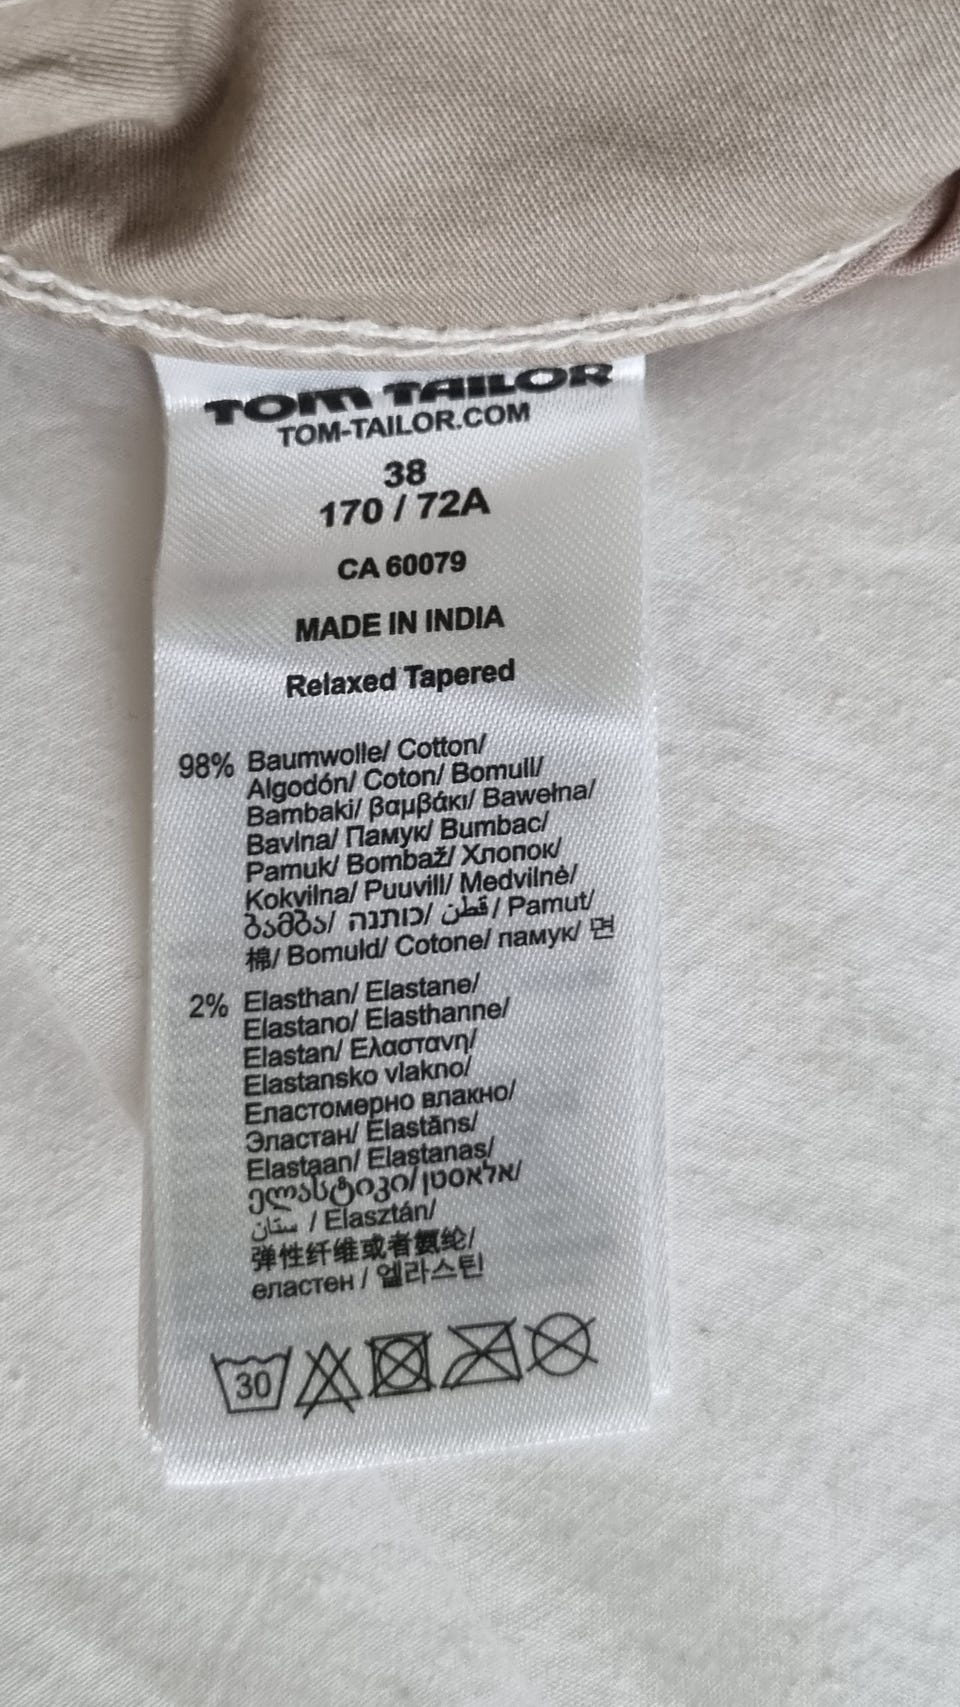 TOM TAILOR
TOM-TAILOR.COM
38
170 / 72A
CA 60079
MADE IN INDIA
Relaxed Tapered
98% Baumwolle/ Cotton/
Algodón/ Coton/ Bomull/
Bambaki/ βαμβάκι/ Bawełna/
Bavlna/ Памук/ Bumbac/
Pamuk/ Bombaž/ Хлопок/
Kokvilna/ Puuvill/ Medvilnė/
ბამბა/ כותנה/ قطن/ Pamut/
棉/ Bomuld/ Cotone/ памук/ 면
2% Elasthan/ Elastane/
Elastano/ Elasthanne/
Elastan/ Ελαστανη/
Elastansko vlakno/
Еластомерно влакно/
Эластан/ Elastāns/
Elastaan/ Elastanas/
ელასტიკი/ אלאסטן/
/ Elasztán/
弹性纤维或者氨纶/
еластен / 엘라스틴
30